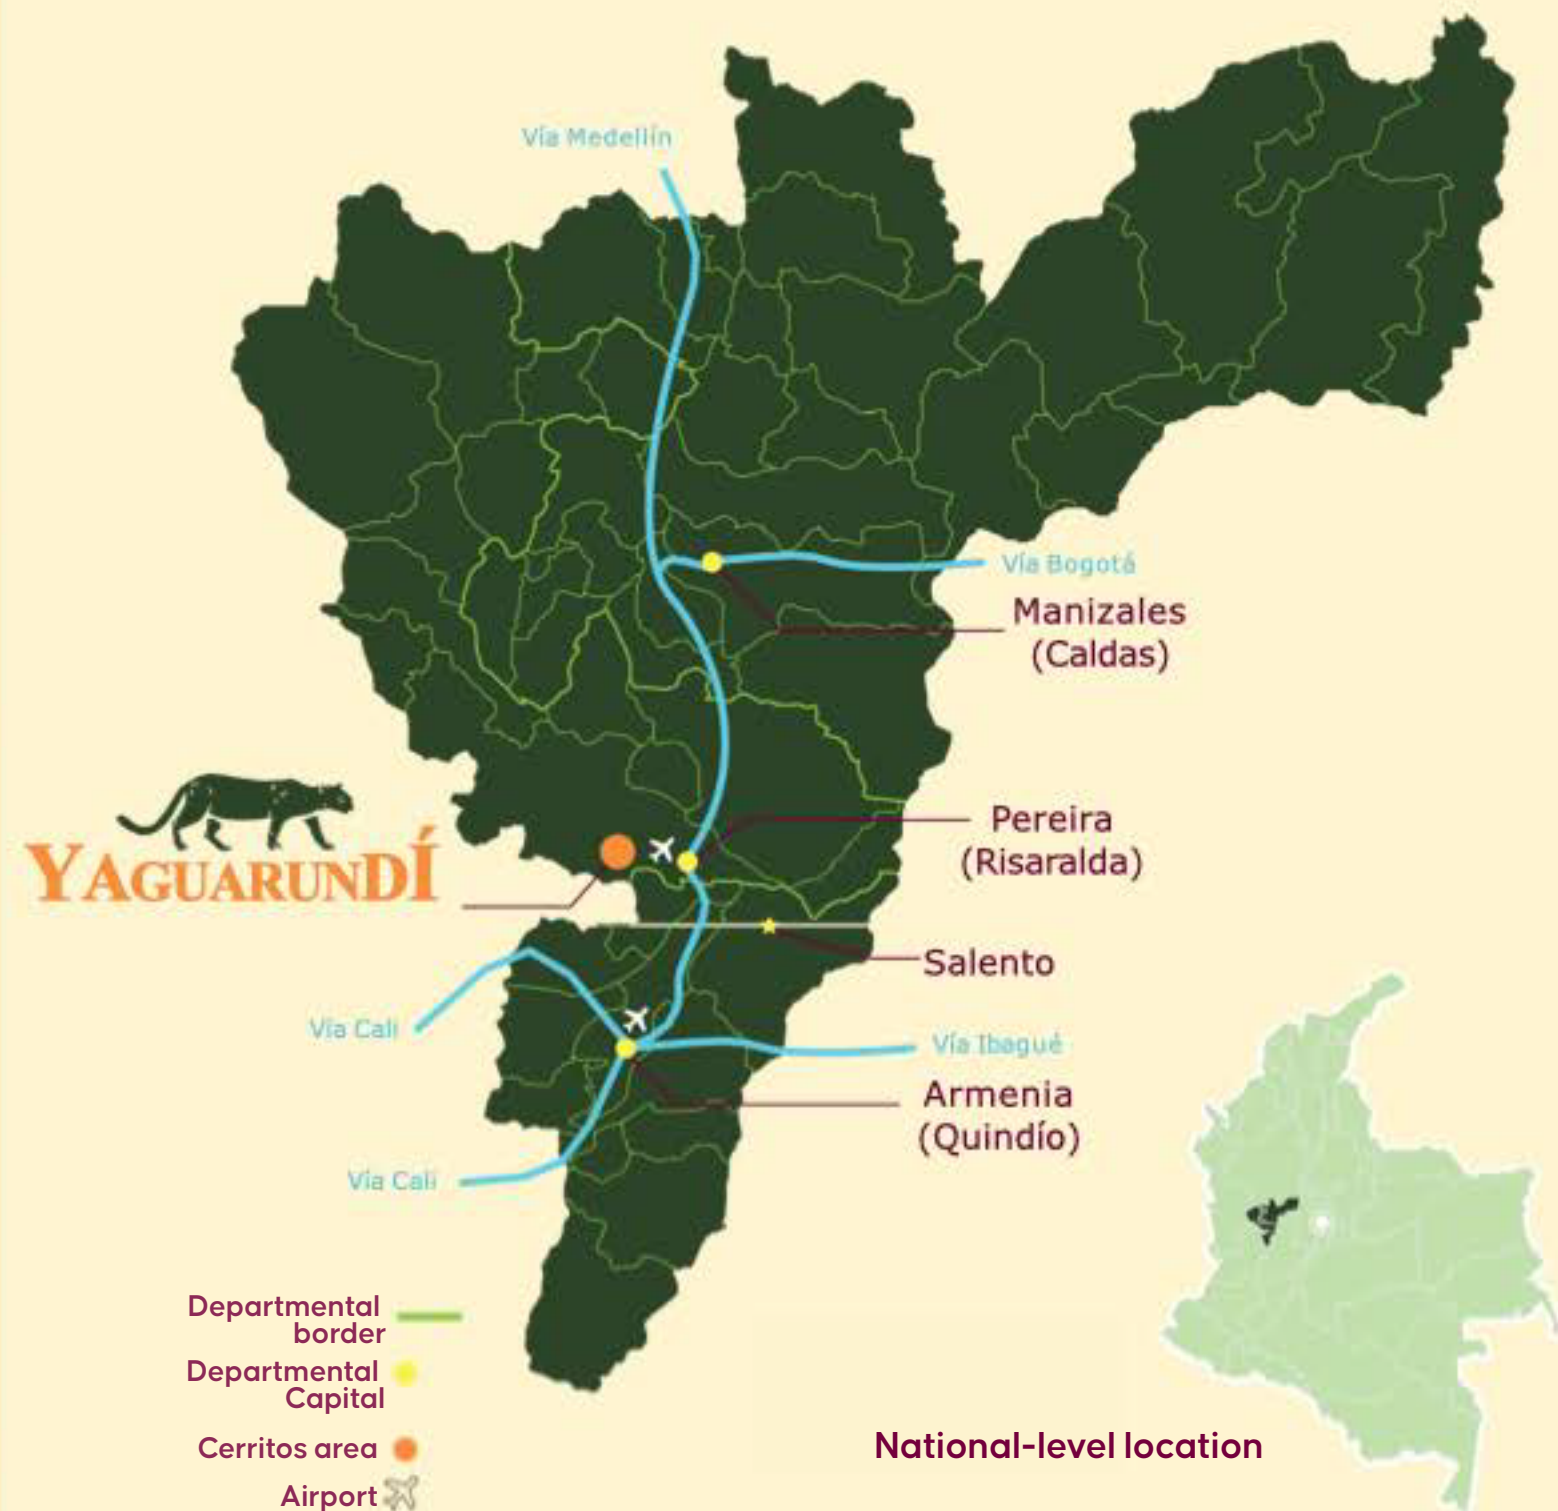 Vía Medellín
Vía Bogotá
Manizales
(Caldas)
Pereira
(Risaralda)
YAGUARUNDÍ
Salento
Vía Cali
Vía Ibagué
Armenia
(Quindío)
Vía Cali
Departmental
border
Departmental
Capital
Cerritos area
Airport
National-level location